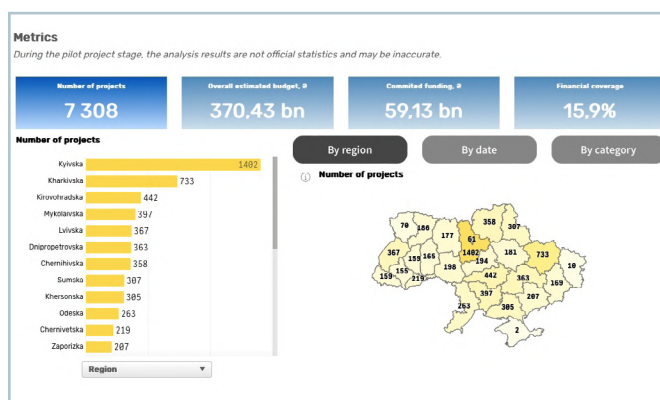 Metrics
During the pilot project stage, the analysis results are not official statistics and may be inaccurate.
Number of projects
7 308
Overall estimated budget, ₴
370,43 bn
Commited funding, ₴
59,13 bn
Financial coverage
15,9%
Number of projects
Kyivska 1402
Kharkivska 733
Kirovohradska 442
Mykolaivska 397
Lvivska 367
Dnipropetrovska 363
Chernihivska 358
Sumska 307
Khersonska 305
Odeska 263
Chernivetska 219
Zaporizka 207
Region
By region
By date
By category
Number of projects
70 186 177 61 358 307
367 159 165 1402 181 733 10
159 155 219 198 194 442 363 169
263 397 305 207
2